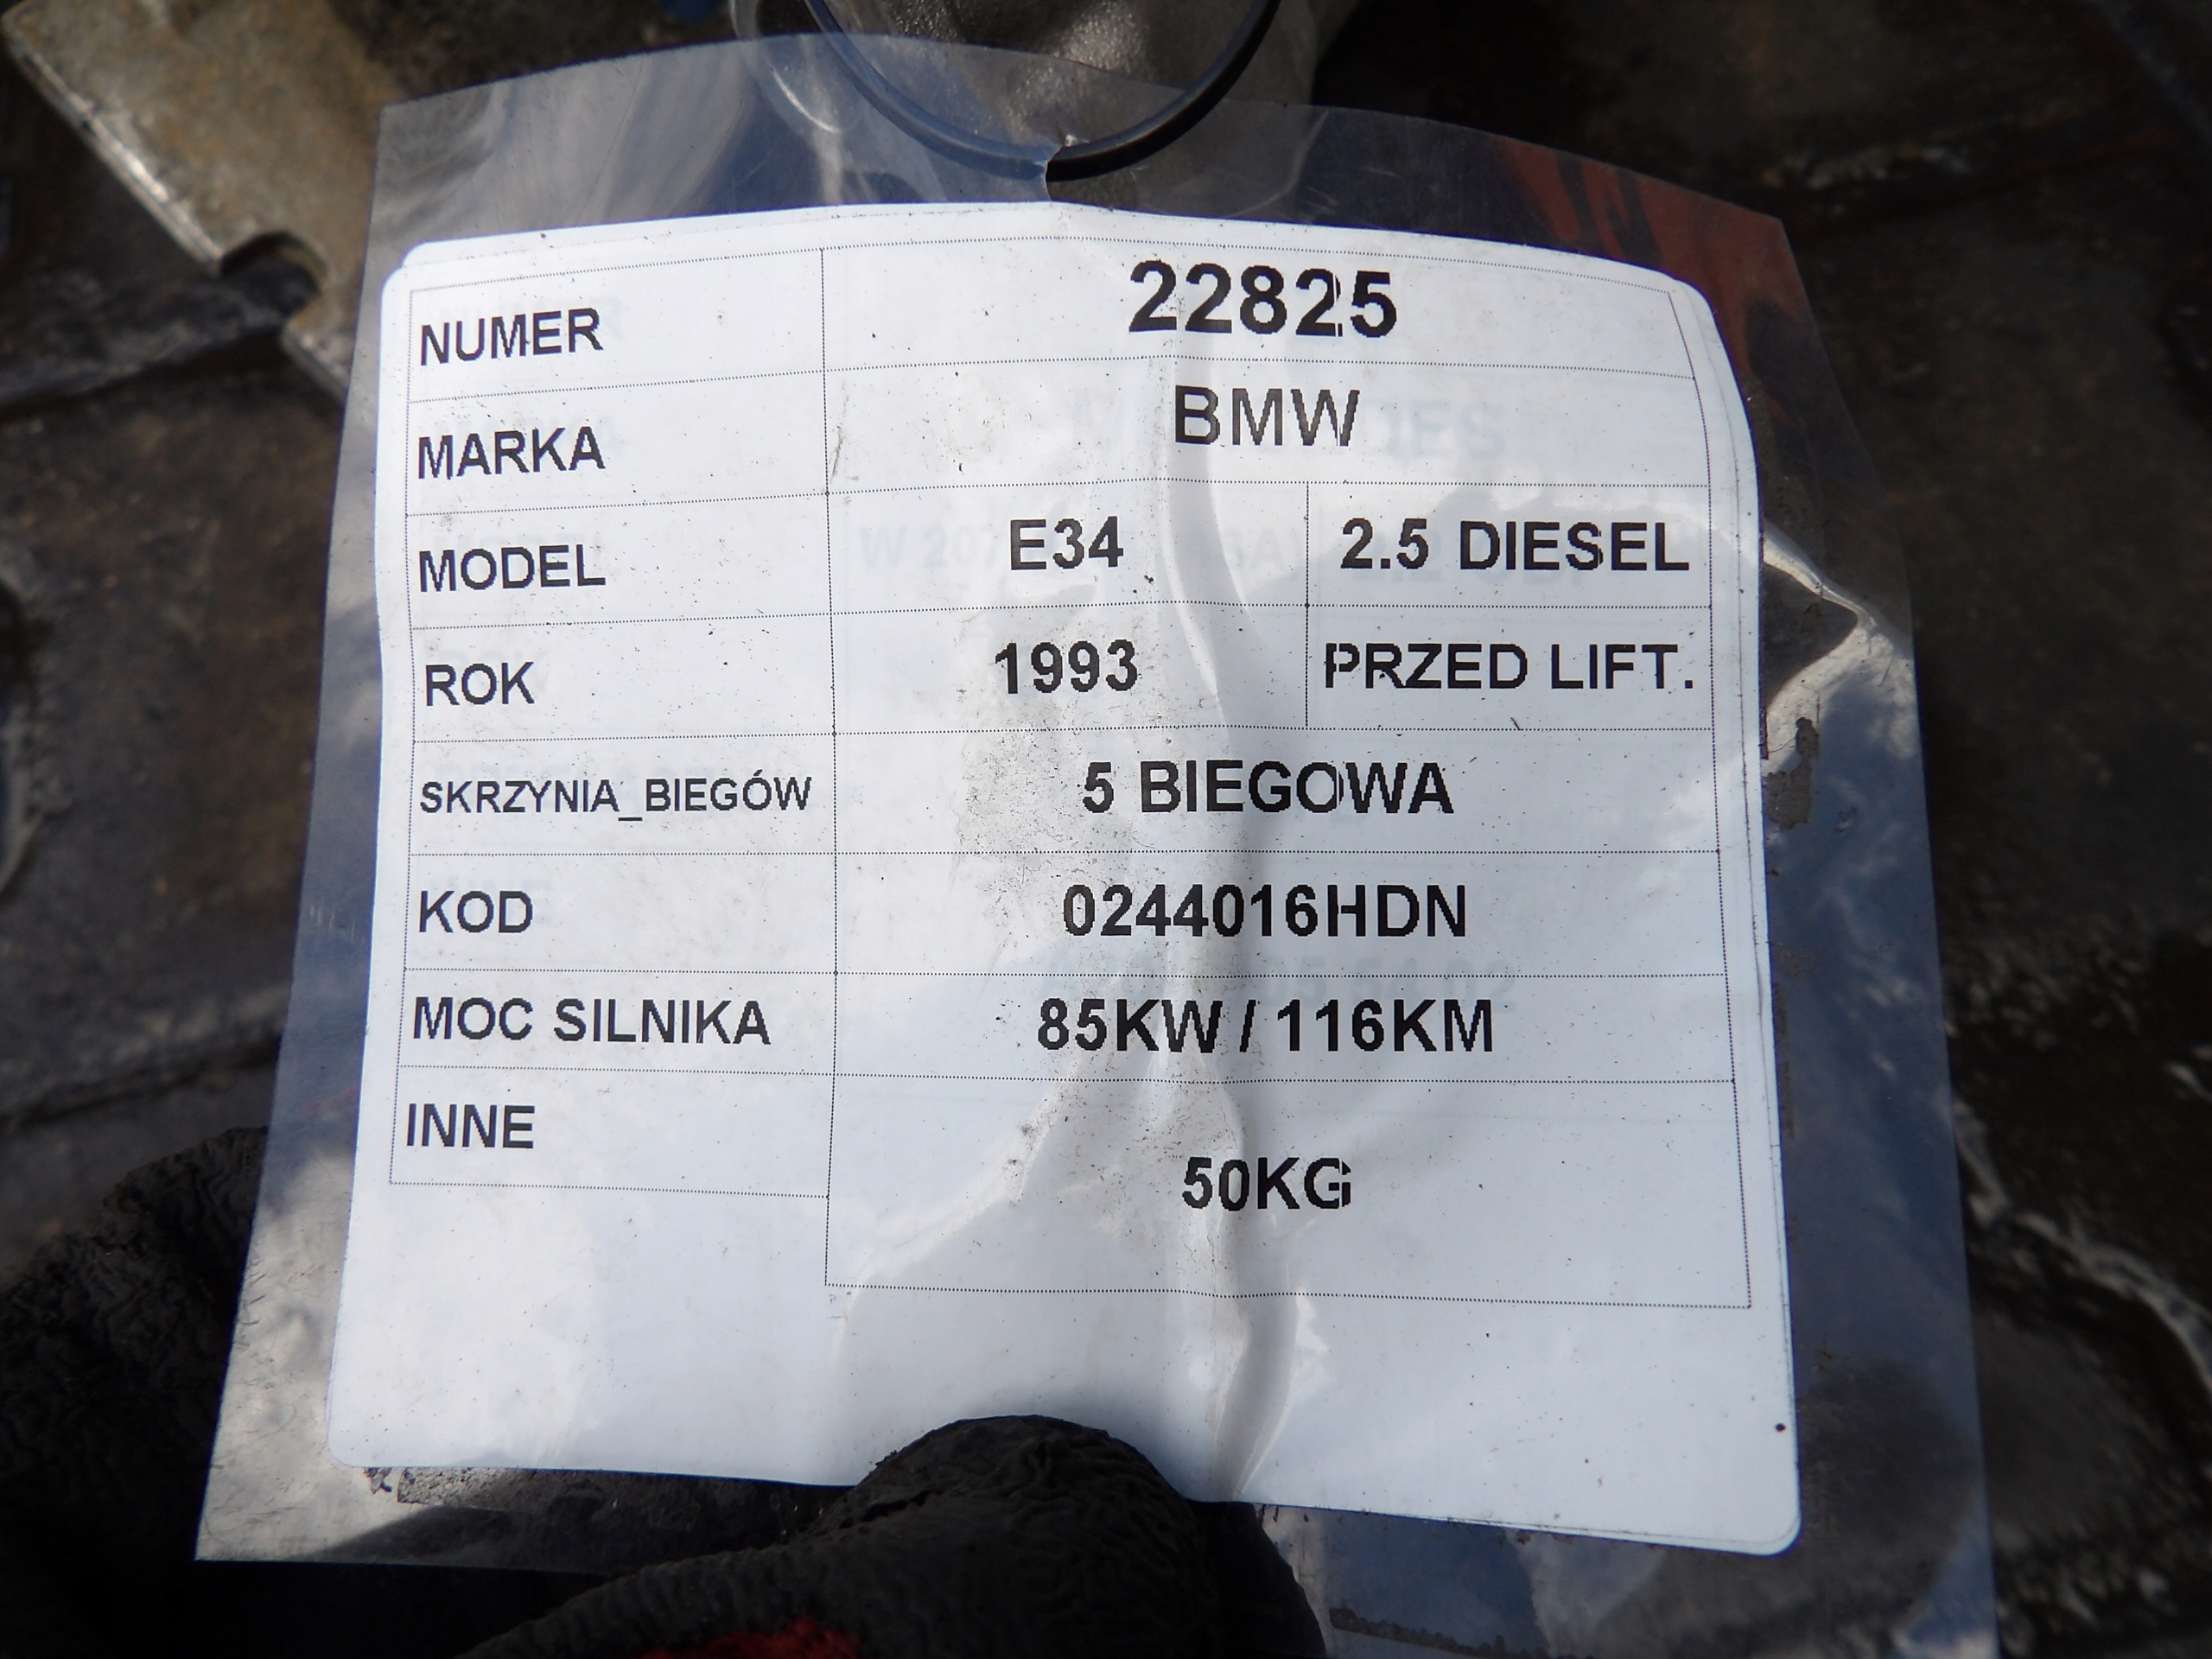 NUMER 22825
MARKA BMW
MODEL E34 2.5 DIESEL
ROK 1993 PRZED LIFT.
SKRZYNIA_BIEGÓW 5 BIEGOWA
KOD 0244016HDN
MOC SILNIKA 85KW / 116KM
INNE 50KG